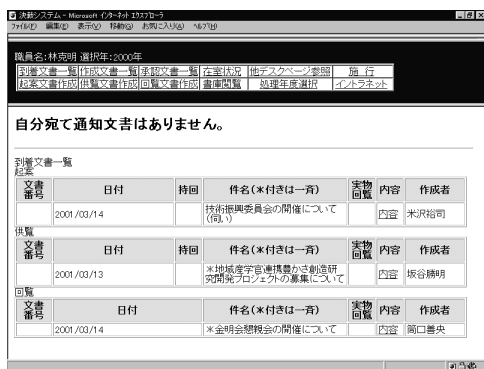 決裁システム - Microsoft インターネット エクスプローラ
ファイル(F) 編集(E) 表示(V) 移動(G) お気に入り(A) ヘルプ(H)
職員名:林克明 選択年:2000年
到着文書一覧 作成文書一覧 承認文書一覧 在室状況 他デスクページ参照 施 行
起案文書作成 供覧文書作成 回覧文書作成 書庫閲覧 処理年度選択 イントラネット
自分宛て通知文書はありません。
到着文書一覧
起案
文書番号 日付 持回 件名(*付きは一斉) 実物回覧 内容 作成者
2001/03/14 技術振興委員会の開催について(伺い) 内容 米沢裕司
供覧
文書番号 日付 持回 件名(*付きは一斉) 実物回覧 内容 作成者
2001/03/13 *地域産学官連携豊かさ創造研究開発プロジェクトの募集について 内容 坂谷勝明
回覧
文書番号 日付 持回 件名(*付きは一斉) 実物回覧 内容 作成者
2001/03/14 *金明会懇親会の開催について 内容 筒口善央